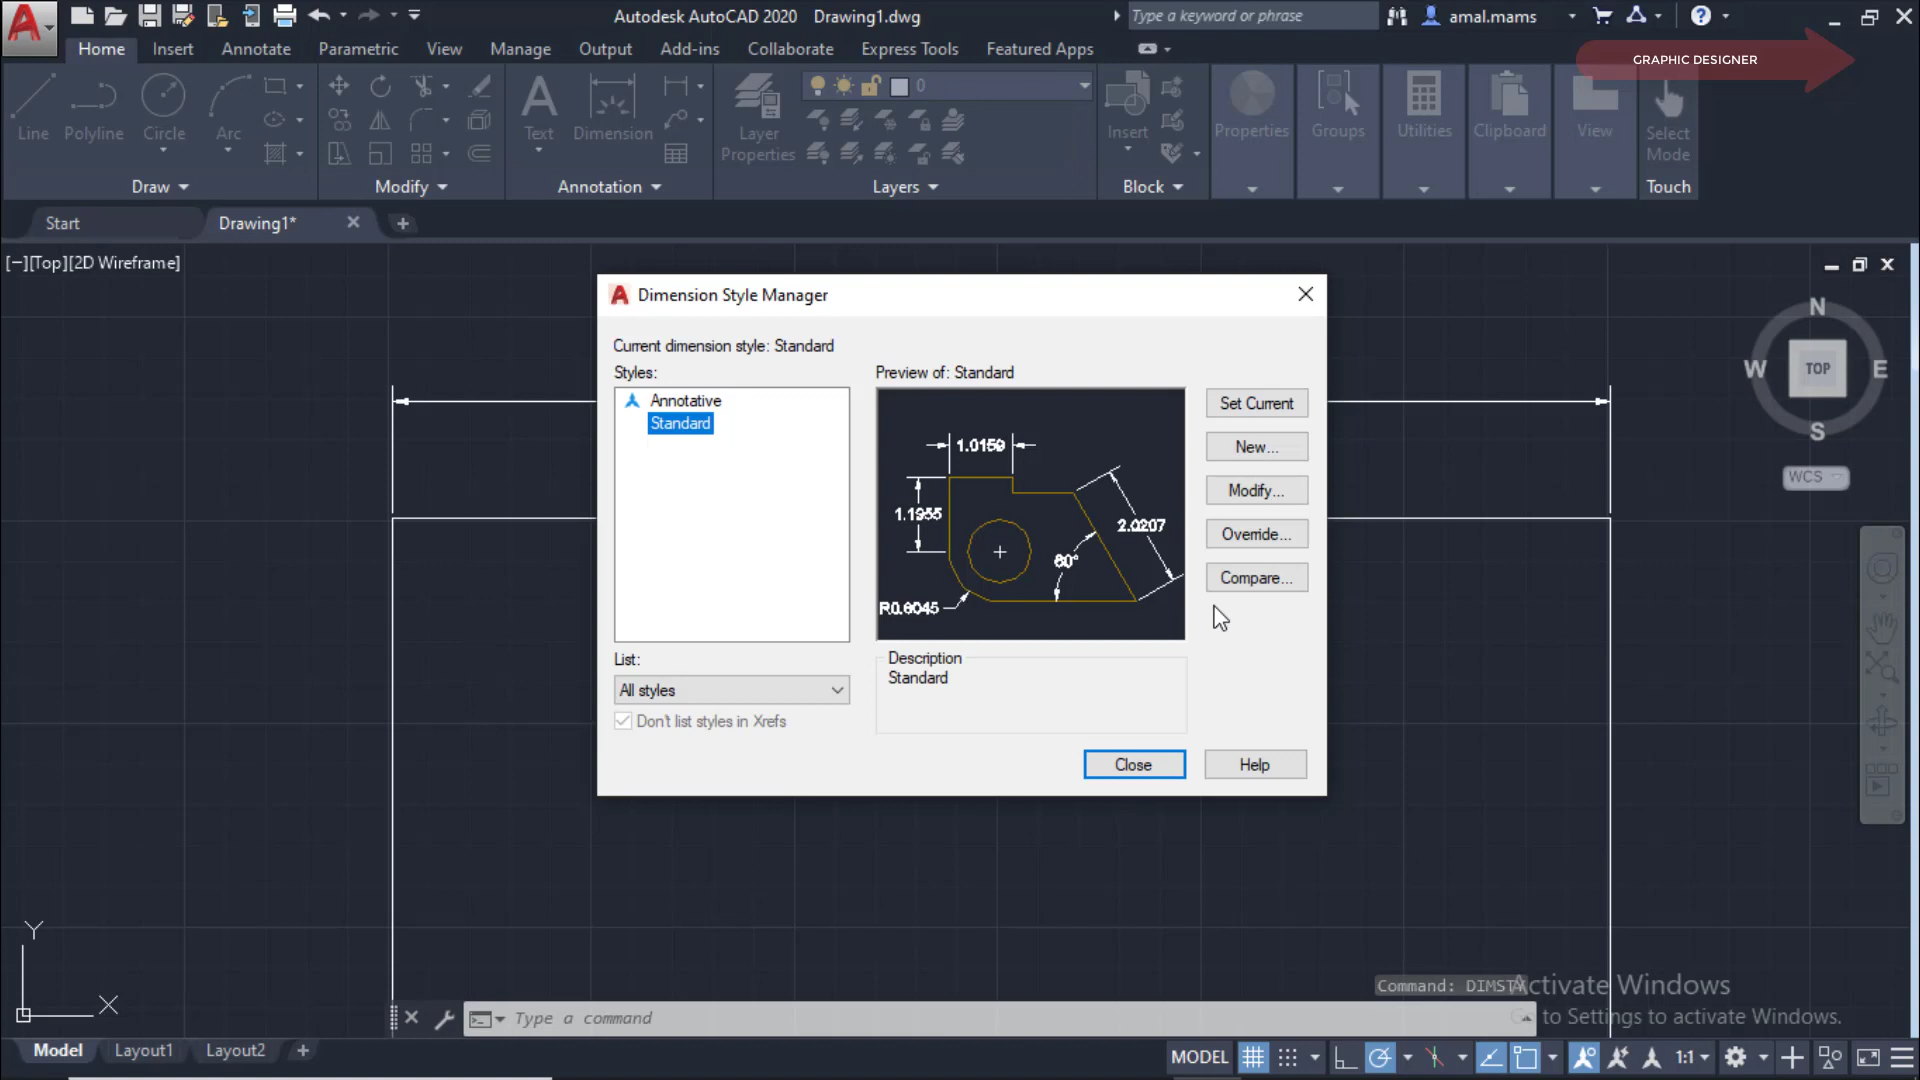 Autodesk AutoCAD 2020 Drawing1.dwg
Type a keyword or phrase
amal.mams
Home Insert Annotate Parametric View Manage Output Add-ins Collaborate Express Tools Featured Apps
GRAPHIC DESIGNER
Line Polyline Circle Arc
Text Dimension
Layer Properties
0
Insert
Properties Groups Utilities Clipboard View
Select Mode
Draw Modify Annotation Layers Block Touch
Start Drawing1*
[−][Top][2D Wireframe]
N
W TOP E
S
WCS
Dimension Style Manager
Current dimension style: Standard
Styles:
Annotative
Standard
Preview of: Standard
1.0159
1.1955
2.0207
60°
R0.8045
Set Current
New...
Modify...
Override...
Compare...
List:
All styles
Don't list styles in Xrefs
Description
Standard
Close Help
Y
X
Command: DIMSTY
Activate Windows
Go to Settings to activate Windows.
Type a command
Model Layout1 Layout2
MODEL
1:1